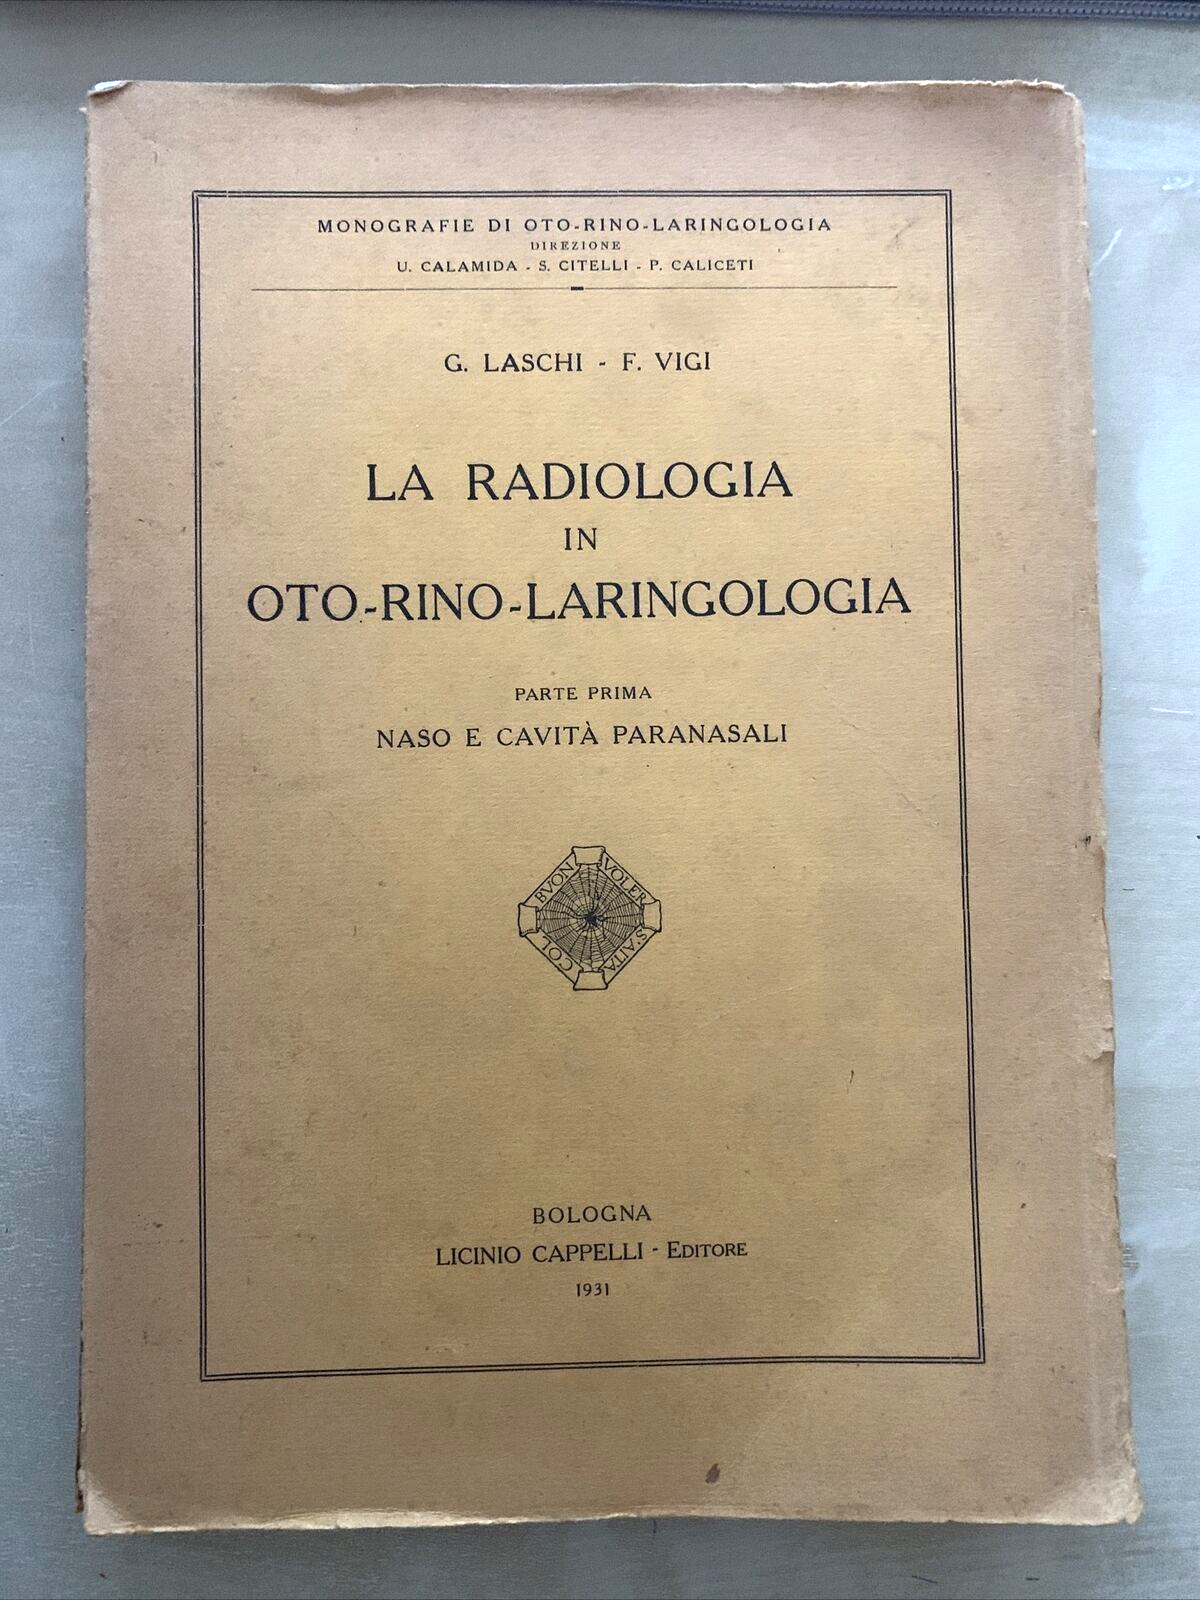 MONOGRAFIE DI OTO-RINO-LARINGOLOGIA
DIREZIONE
U. CALAMIDA - S. CITELLI - P. CALICETI
G. LASCHI - F. VIGI
LA RADIOLOGIA
IN
OTO-RINO-LARINGOLOGIA
PARTE PRIMA
NASO E CAVITÀ PARANASALI
COL BVON VOLER S'AITA
BOLOGNA
LICINIO CAPPELLI - EDITORE
1931